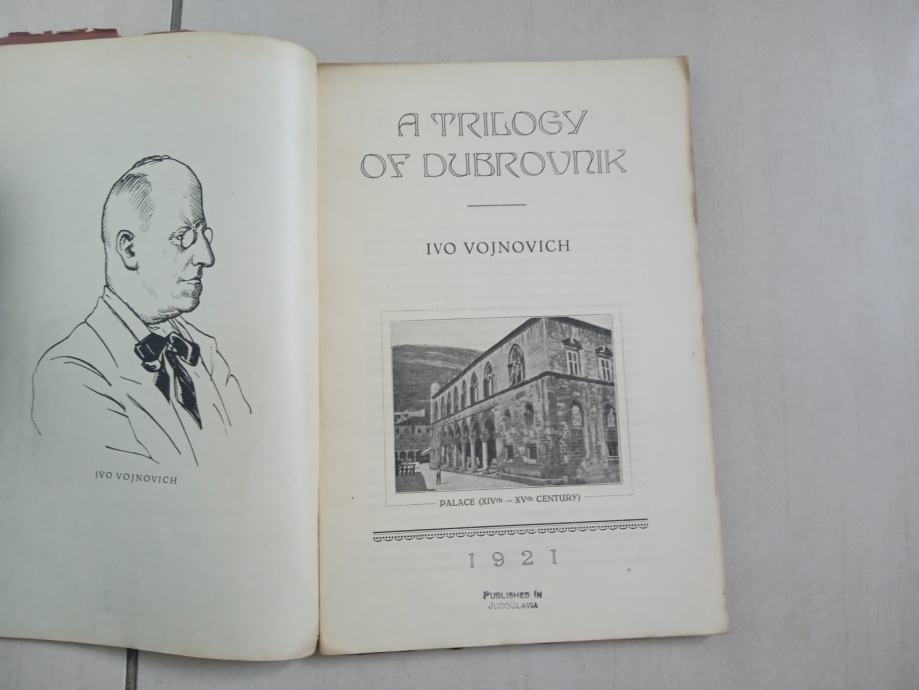 IVO VOJNOVICH
A TRILOGY
OF DUBROVNIK
IVO VOJNOVICH
PALACE (XIVth — XVth CENTURY)
1921
PUBLISHED IN
JUGOSLAVIA